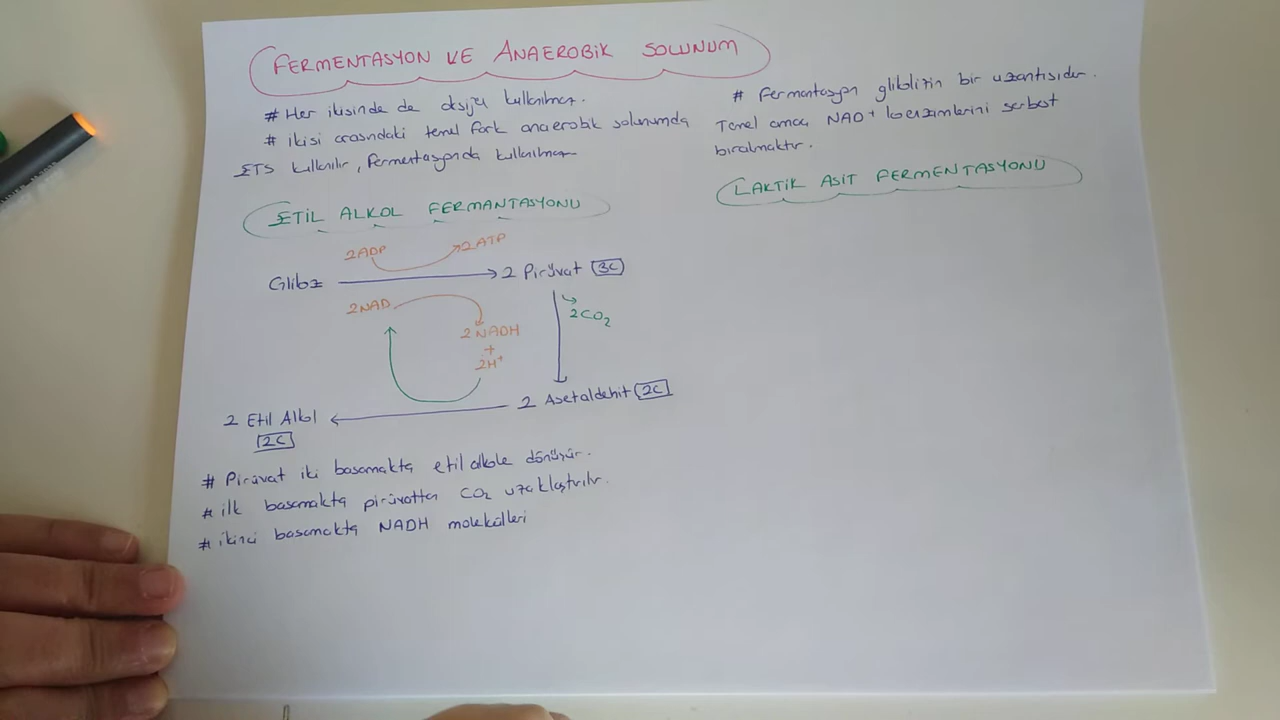 FERMENTASYON VE ANAEROBİK SOLUNUM
# Her ikisinde de oksijen kullanılmaz.
# ikisi arasındaki temel fark anaerobik solunumda
ETS kullanılır, fermentasyonda kullanılmaz
# Fermantasyon glikolizin bir uzantısıdır.
Temel amaç NAD+ koenzimlerini serbest
bırakmaktır.
ETİL ALKOL FERMANTASYONU
2ADP 2ATP
Glikoz 2 Pirüvat 3C
2NAD 2NADH + 2H+
2CO2
2 Asetaldehit 2C
2 Etil Alkol
2C
# Pirüvat iki basamakta etil alkole dönüşür.
# ilk basamakta pirüvattan CO2 uzaklaştırılır.
# ikinci basamakta NADH molekülleri
LAKTİK ASİT FERMENTASYONU